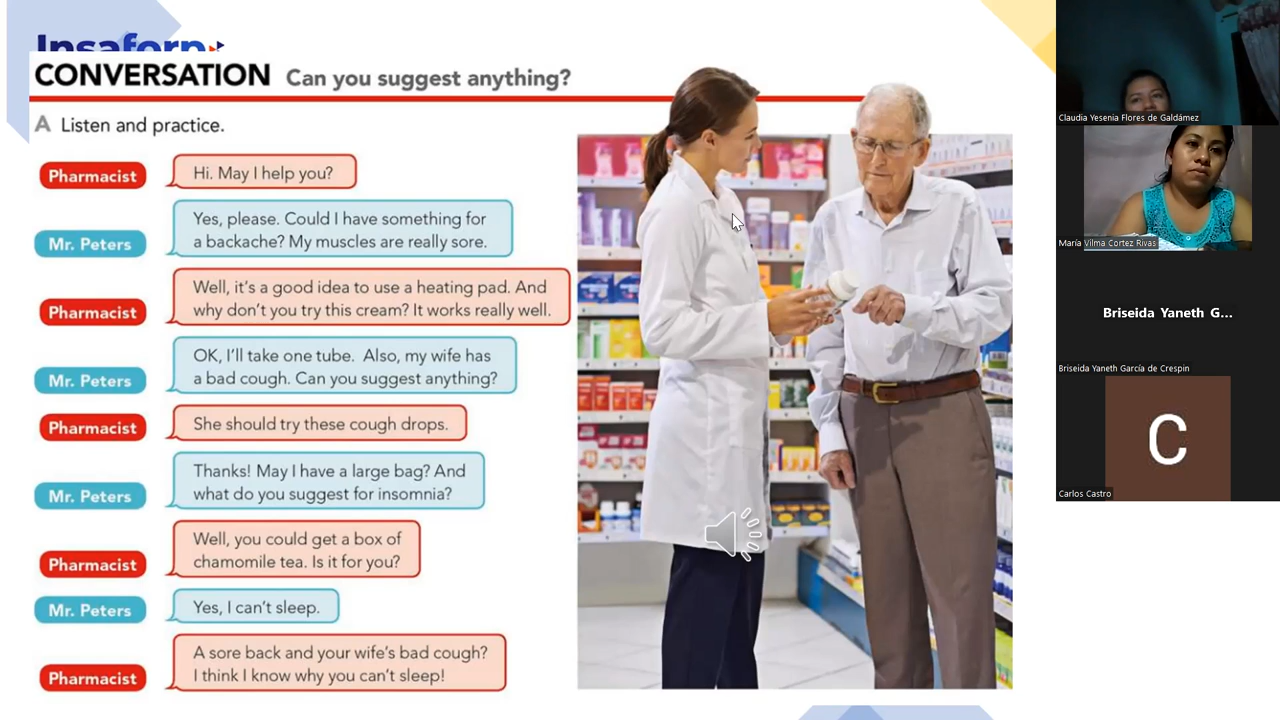 Insaforp
CONVERSATION Can you suggest anything?
A Listen and practice.
Pharmacist
Hi. May I help you?
Mr. Peters
Yes, please. Could I have something for
a backache? My muscles are really sore.
Pharmacist
Well, it's a good idea to use a heating pad. And
why don't you try this cream? It works really well.
Mr. Peters
OK, I'll take one tube. Also, my wife has
a bad cough. Can you suggest anything?
Pharmacist
She should try these cough drops.
Mr. Peters
Thanks! May I have a large bag? And
what do you suggest for insomnia?
Pharmacist
Well, you could get a box of
chamomile tea. Is it for you?
Mr. Peters
Yes, I can't sleep.
Pharmacist
A sore back and your wife's bad cough?
I think I know why you can't sleep!
Claudia Yesenia Flores de Galdámez
María Vilma Cortez Rivas
Briseida Yaneth G...
Briseida Yaneth García de Crespin
C
Carlos Castro